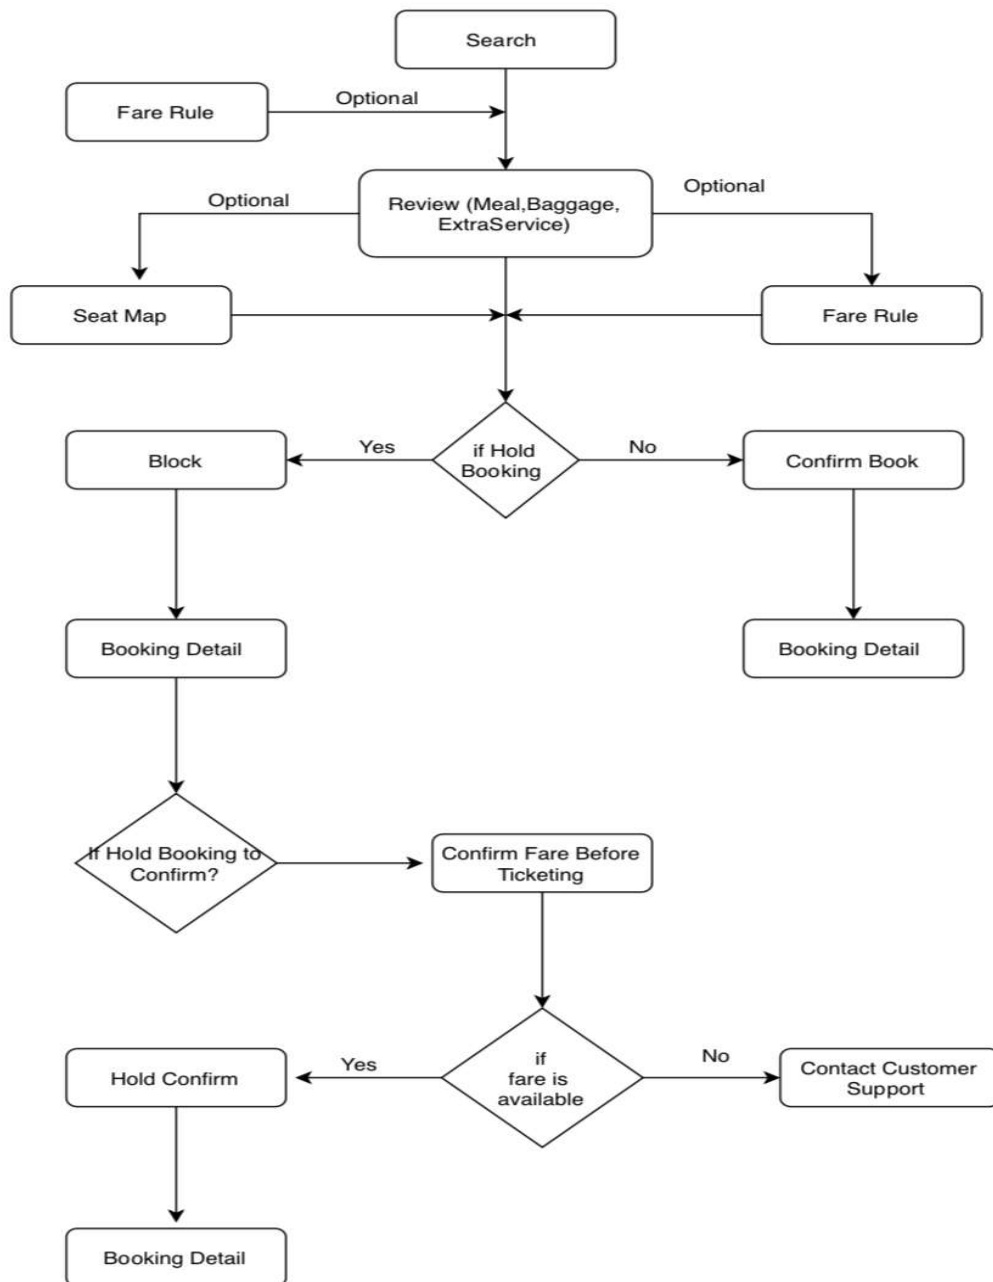 Search
Optional
Fare Rule
Optional
Review (Meal,Baggage,
ExtraService)
Optional
Seat Map
Fare Rule
Yes
if Hold
Booking
No
Block
Confirm Book
Booking Detail
Booking Detail
If Hold Booking to
Confirm?
Confirm Fare Before
Ticketing
Hold Confirm
Yes
if
fare is
available
No
Contact Customer
Support
Booking Detail